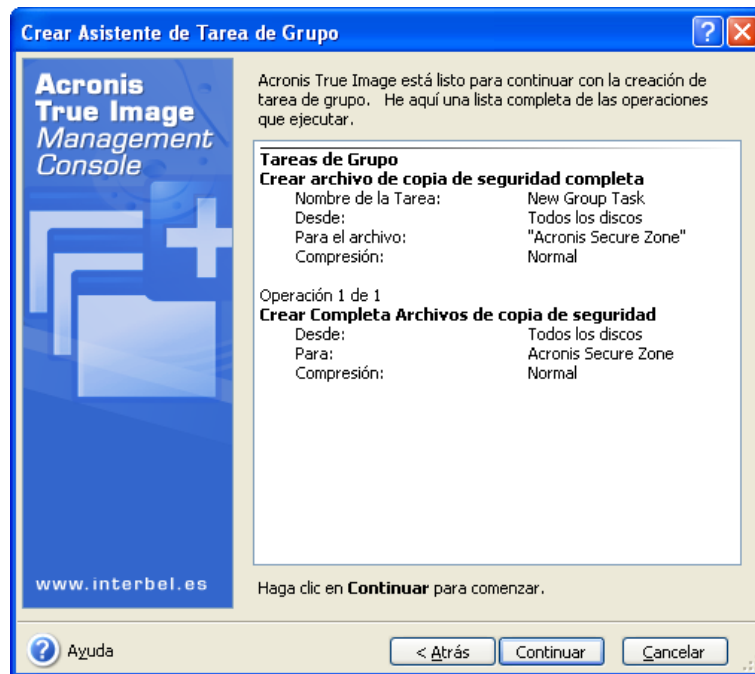 Crear Asistente de Tarea de Grupo
Acronis
True Image
Management
Console
www.interbel.es
Acronis True Image está listo para continuar con la creación de
tarea de grupo. He aquí una lista completa de las operaciones
que ejecutar.
Tareas de Grupo
Crear archivo de copia de seguridad completa
Nombre de la Tarea: New Group Task
Desde: Todos los discos
Para el archivo: "Acronis Secure Zone"
Compresión: Normal
Operación 1 de 1
Crear Completa Archivos de copia de seguridad
Desde: Todos los discos
Para: Acronis Secure Zone
Compresión: Normal
Haga clic en Continuar para comenzar.
Ayuda
< Atrás
Continuar
Cancelar